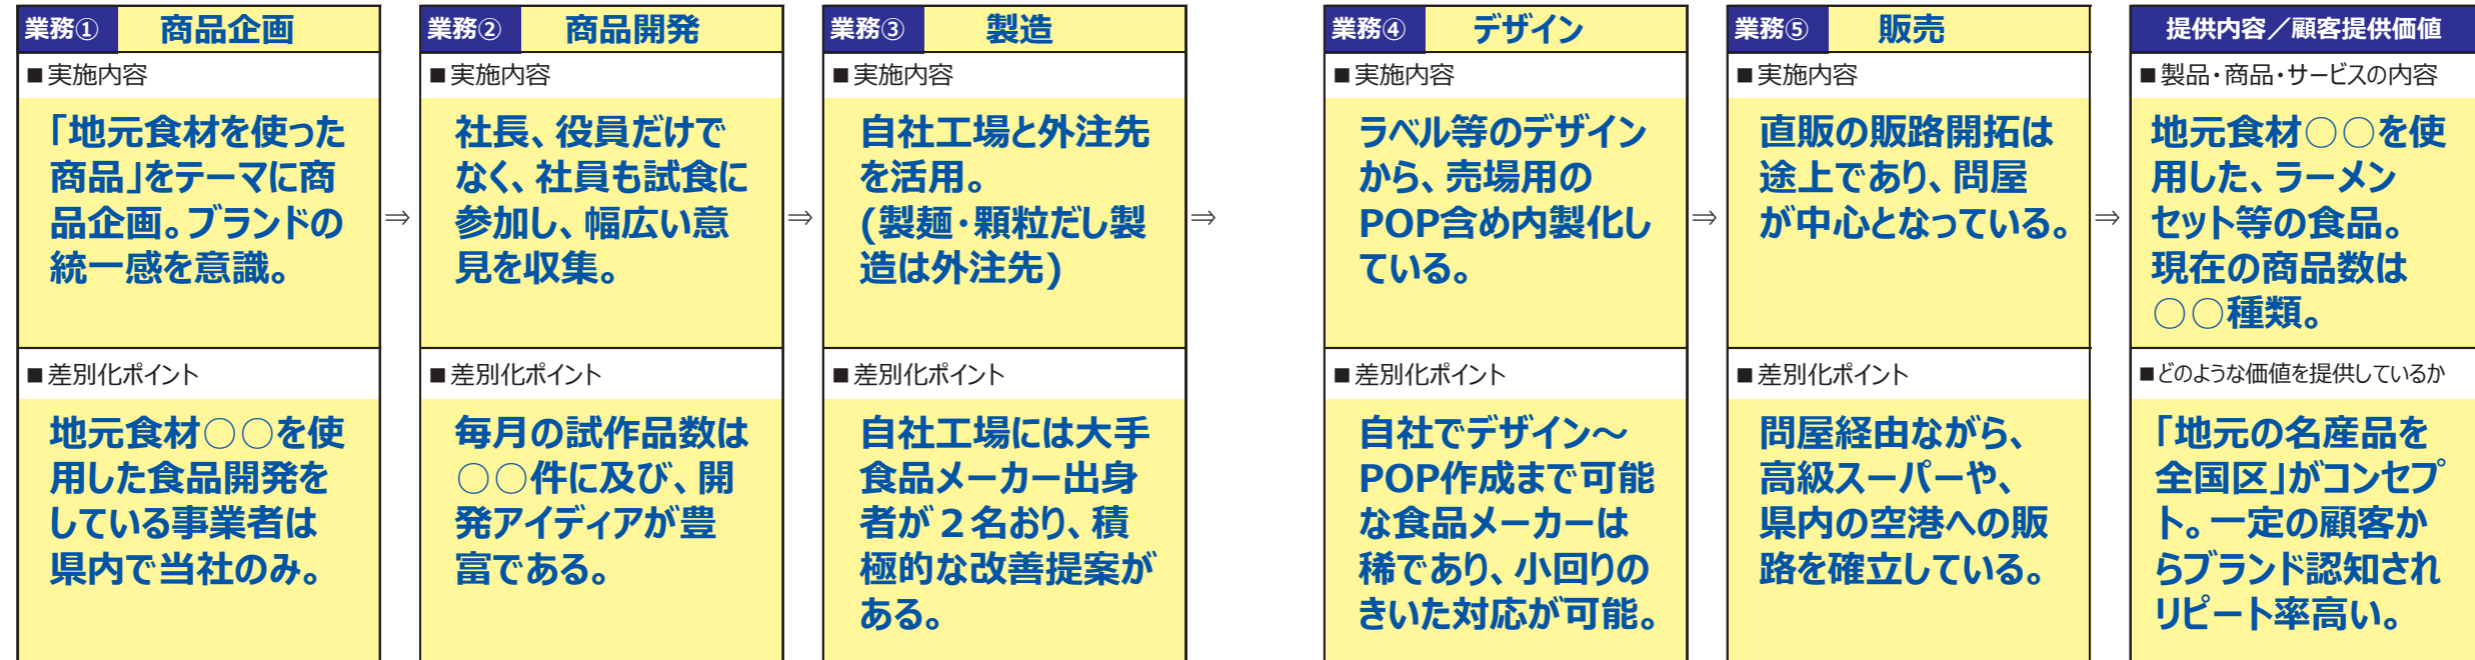 業務① 商品企画
■実施内容
「地元食材を使った
商品」をテーマに商
品企画。ブランドの
統一感を意識。
■差別化ポイント
地元食材○○を使
用した食品開発を
している事業者は
県内で当社のみ。
⇒
業務② 商品開発
■実施内容
社長、役員だけで
なく、社員も試食に
参加し、幅広い意
見を収集。
■差別化ポイント
毎月の試作品数は
○○件に及び、開
発アイディアが豊
富である。
⇒
業務③ 製造
■実施内容
自社工場と外注先
を活用。
(製麺・顆粒だし製
造は外注先)
■差別化ポイント
自社工場には大手
食品メーカー出身
者が２名おり、積
極的な改善提案が
ある。
⇒
業務④ デザイン
■実施内容
ラベル等のデザイン
から、売場用の
POP含め内製化し
ている。
■差別化ポイント
自社でデザイン～
POP作成まで可能
な食品メーカーは
稀であり、小回りの
きいた対応が可能。
⇒
業務⑤ 販売
■実施内容
直販の販路開拓は
途上であり、問屋
が中心となっている。
■差別化ポイント
問屋経由ながら、
高級スーパーや、
県内の空港への販
路を確立している。
⇒
提供内容／顧客提供価値
■製品・商品・サービスの内容
地元食材○○を使
用した、ラーメン
セット等の食品。
現在の商品数は
○○種類。
■どのような価値を提供しているか
「地元の名産品を
全国区」がコンセプ
ト。一定の顧客か
らブランド認知され
リピート率高い。